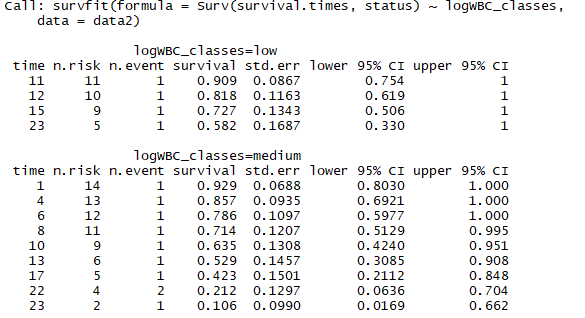 Call: survfit(formula = Surv(survival.times, status) ~ logWBC_classes,
data = data2)
logWBC_classes=low
time n.risk n.event survival std.err lower 95% CI upper 95% CI
11 11 1 0.909 0.0867 0.754 1
12 10 1 0.818 0.1163 0.619 1
15 9 1 0.727 0.1343 0.506 1
23 5 1 0.582 0.1687 0.330 1
logWBC_classes=medium
time n.risk n.event survival std.err lower 95% CI upper 95% CI
1 14 1 0.929 0.0688 0.8030 1.000
4 13 1 0.857 0.0935 0.6921 1.000
6 12 1 0.786 0.1097 0.5977 1.000
8 11 1 0.714 0.1207 0.5129 0.995
10 9 1 0.635 0.1308 0.4240 0.951
13 6 1 0.529 0.1457 0.3085 0.908
17 5 1 0.423 0.1501 0.2112 0.848
22 4 2 0.212 0.1297 0.0636 0.704
23 2 1 0.106 0.0990 0.0169 0.662